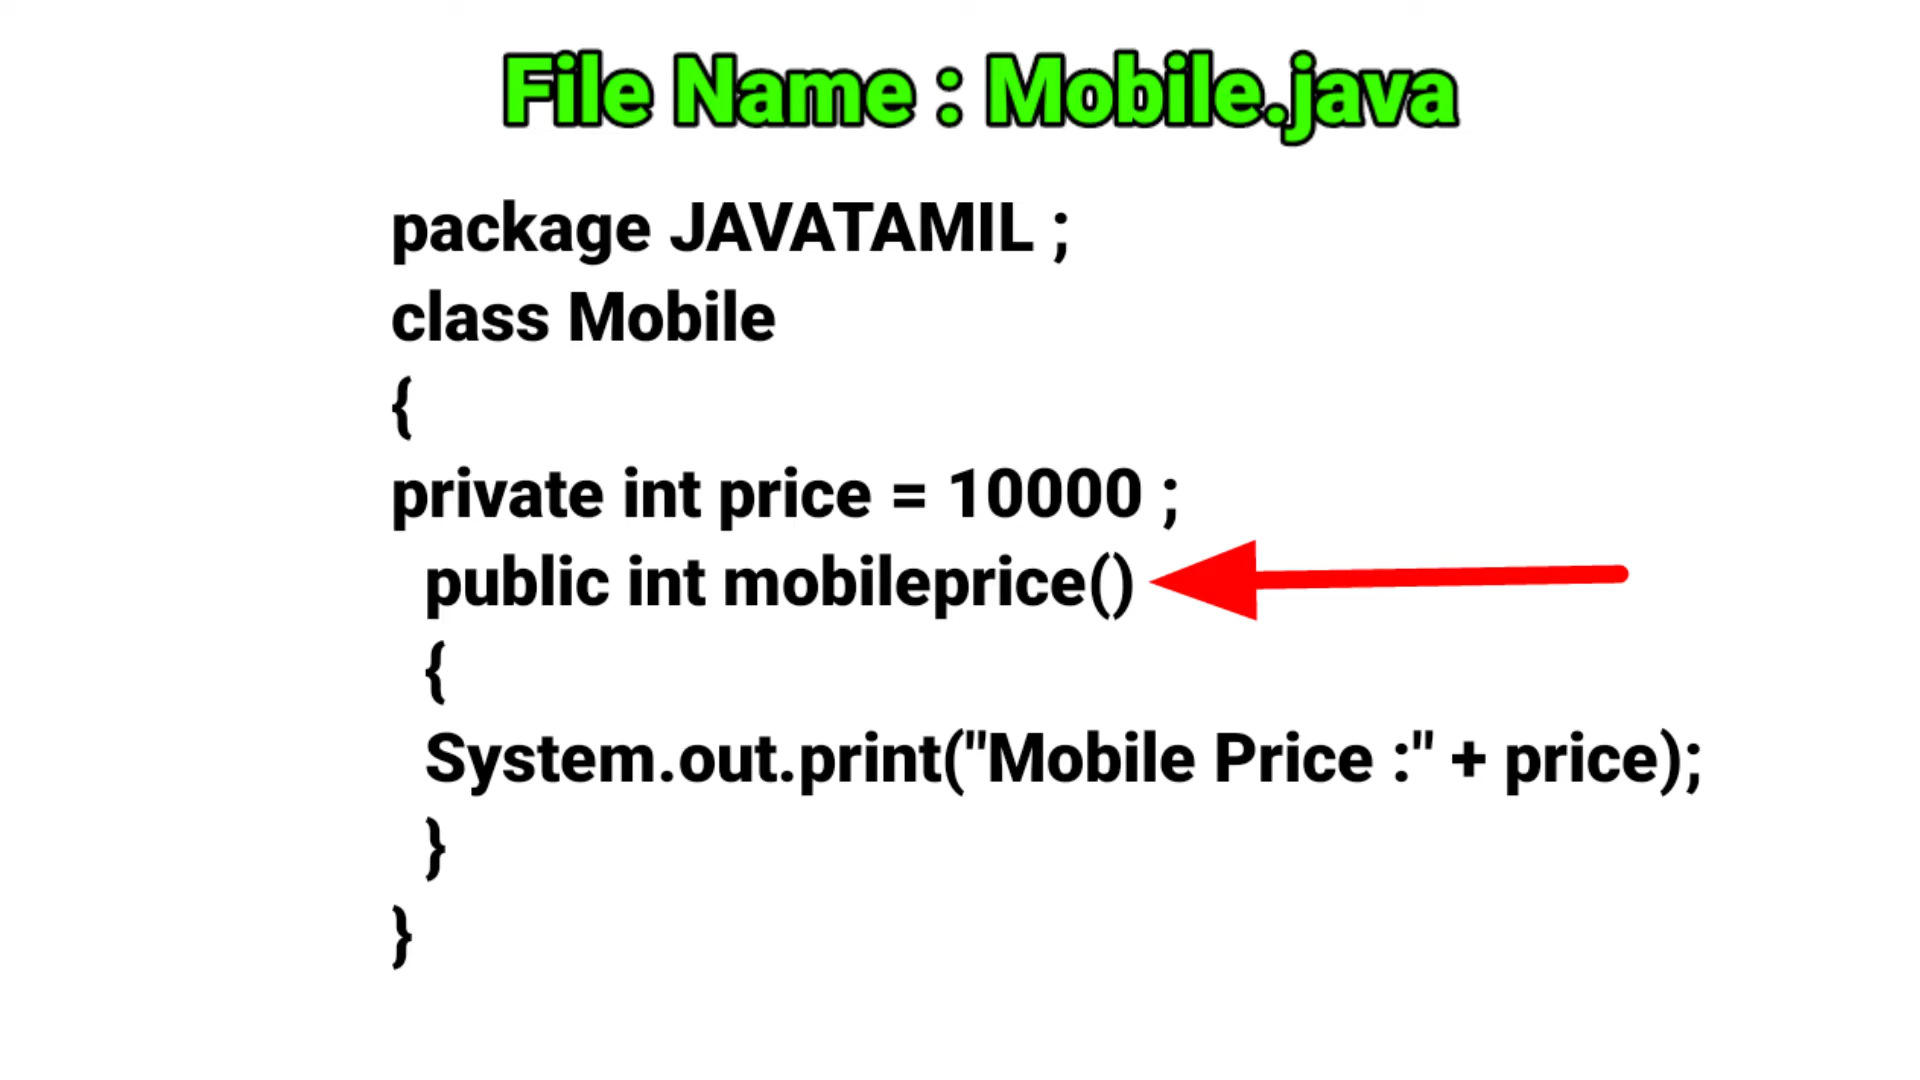 File Name : Mobile.java
package JAVATAMIL ;
class Mobile
{
private int price = 10000 ;
public int mobileprice()
{
System.out.print("Mobile Price :" + price);
}
}